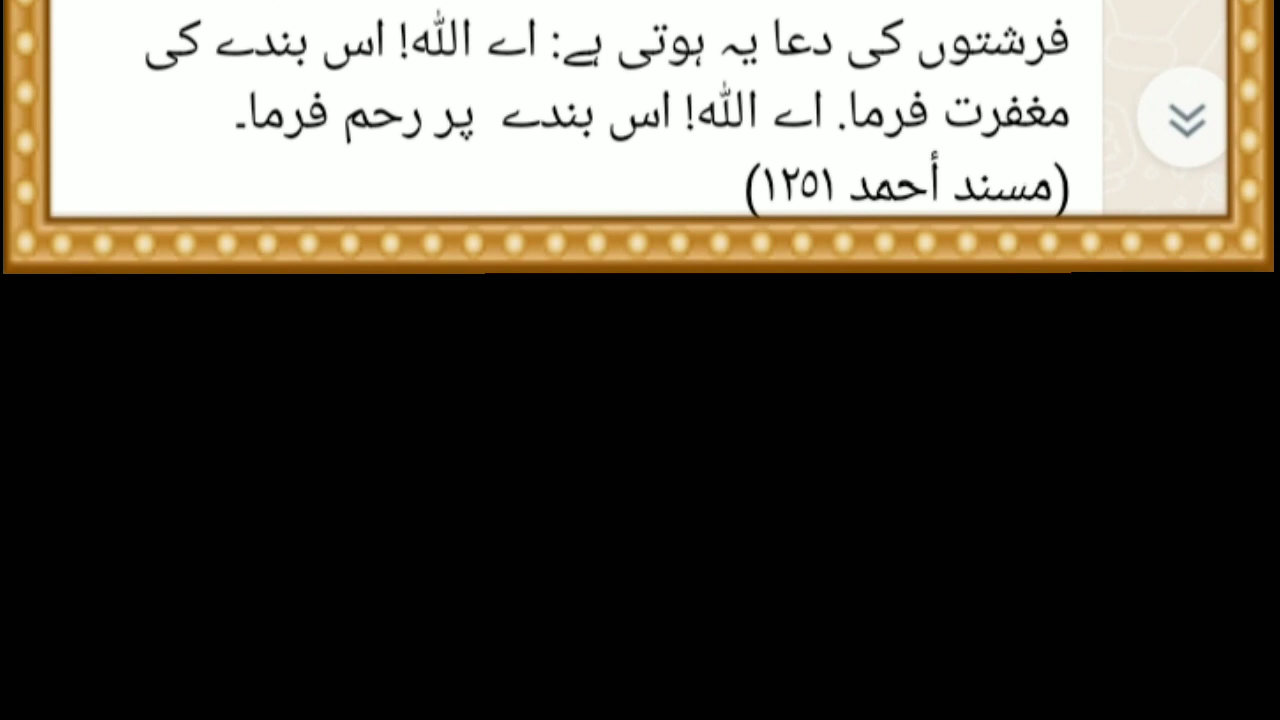 فرشتوں کی دعا یہ ہوتی ہے: اے اللہ! اس بندے کی
مغفرت فرما. اے اللہ! اس بندے پر رحم فرما۔
(مسند أحمد ١٢٥١)